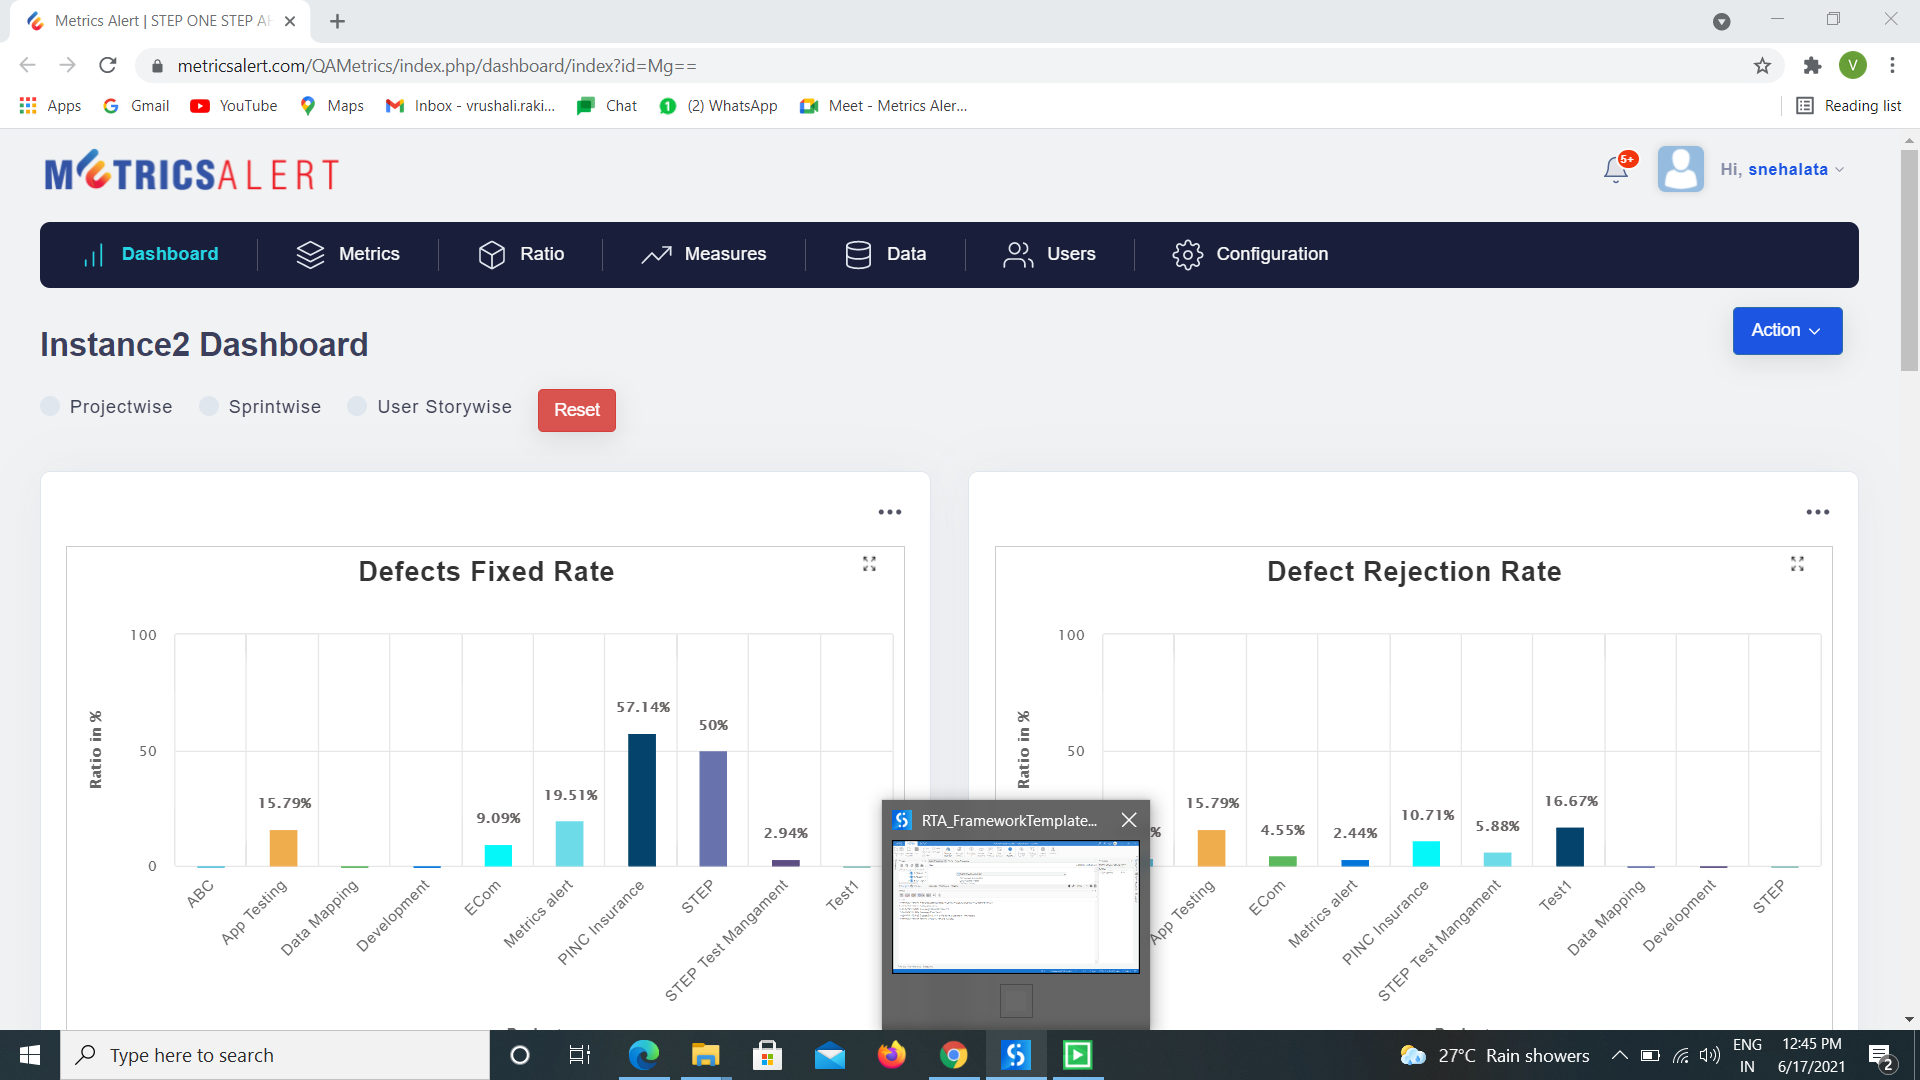 Metrics Alert | STEP ONE STEP AH
metricsalert.com/QAMetrics/index.php/dashboard/index?id=Mg==
V
Apps
Gmail
YouTube
Maps
Inbox - vrushali.raki...
Chat
(2) WhatsApp
Meet - Metrics Aler...
Reading list
METRICSALERT
5+
Hi, snehalata
Dashboard
Metrics
Ratio
Measures
Data
Users
Configuration
Instance2 Dashboard
Action
Projectwise
Sprintwise
User Storywise
Reset
Defects Fixed Rate
Ratio in %
100
50
0
15.79%
9.09%
19.51%
57.14%
50%
2.94%
ABC
App Testing
Data Mapping
Development
ECom
Metrics alert
PINC Insurance
STEP
STEP Test Mangament
Test1
Defect Rejection Rate
Ratio in %
100
50
%
15.79%
4.55%
2.44%
10.71%
5.88%
16.67%
App Testing
ECom
Metrics alert
PINC Insurance
STEP Test Mangament
Test1
Data Mapping
Development
STEP
RTA_FrameworkTemplate...
Type here to search
27°C Rain showers
ENG
IN
12:45 PM
6/17/2021
2